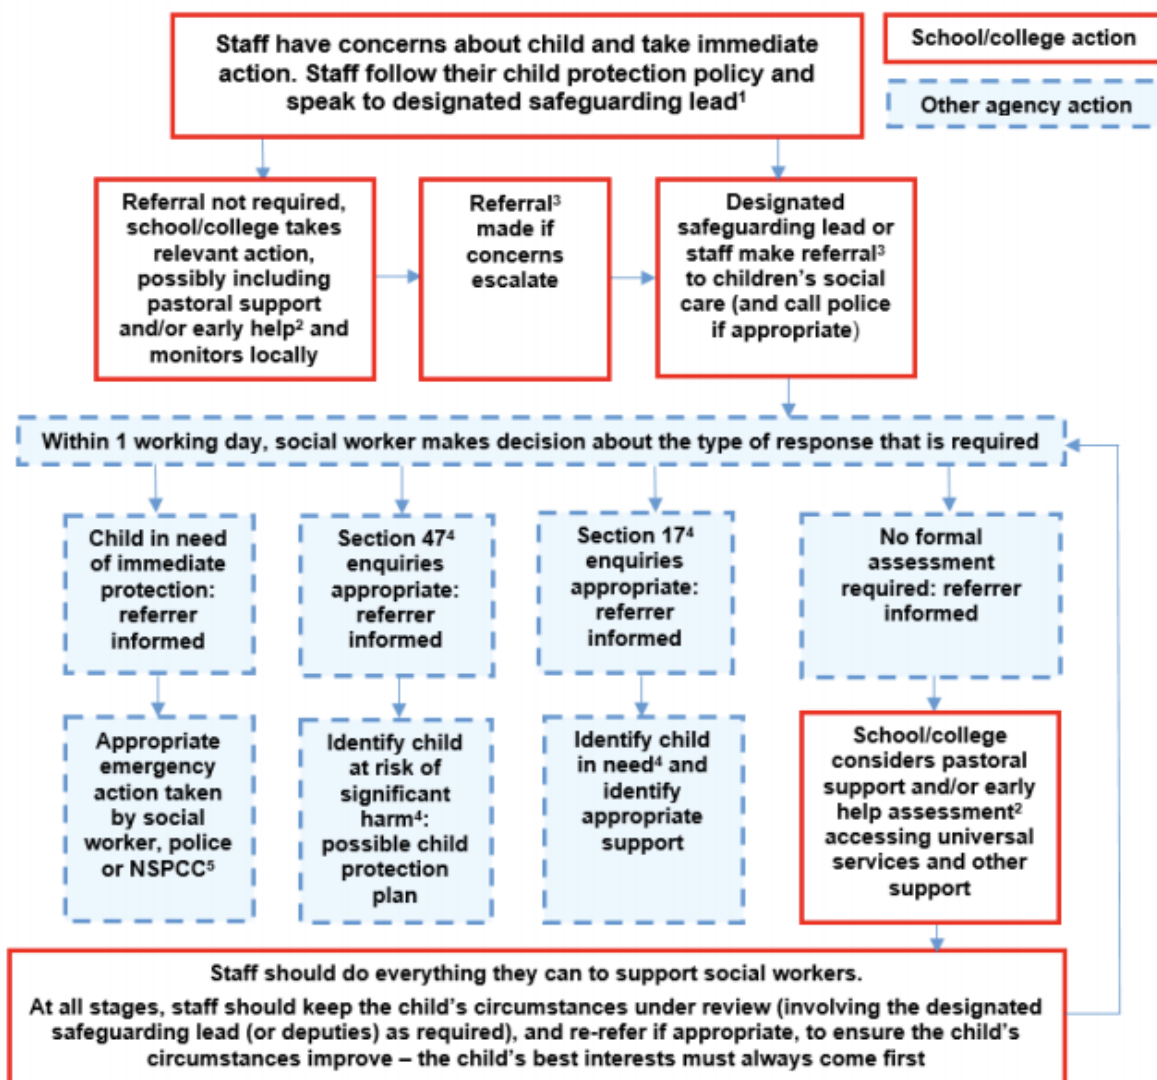 Staff have concerns about child and take immediate
action. Staff follow their child protection policy and
speak to designated safeguarding lead¹
School/college action
Other agency action
Referral not required,
school/college takes
relevant action,
possibly including
pastoral support
and/or early help² and
monitors locally
Referral³
made if
concerns
escalate
Designated
safeguarding lead or
staff make referral³
to children's social
care (and call police
if appropriate)
Within 1 working day, social worker makes decision about the type of response that is required
Child in need
of immediate
protection:
referrer
informed
Section 47⁴
enquiries
appropriate:
referrer
informed
Section 17⁴
enquiries
appropriate:
referrer
informed
No formal
assessment
required: referrer
informed
Appropriate
emergency
action taken
by social
worker, police
or NSPCC⁵
Identify child
at risk of
significant
harm⁴:
possible child
protection
plan
Identify child
in need⁴ and
identify
appropriate
support
School/college
considers pastoral
support and/or early
help assessment²
accessing universal
services and other
support
Staff should do everything they can to support social workers.
At all stages, staff should keep the child's circumstances under review (involving the designated
safeguarding lead (or deputies) as required), and re-refer if appropriate, to ensure the child's
circumstances improve – the child's best interests must always come first